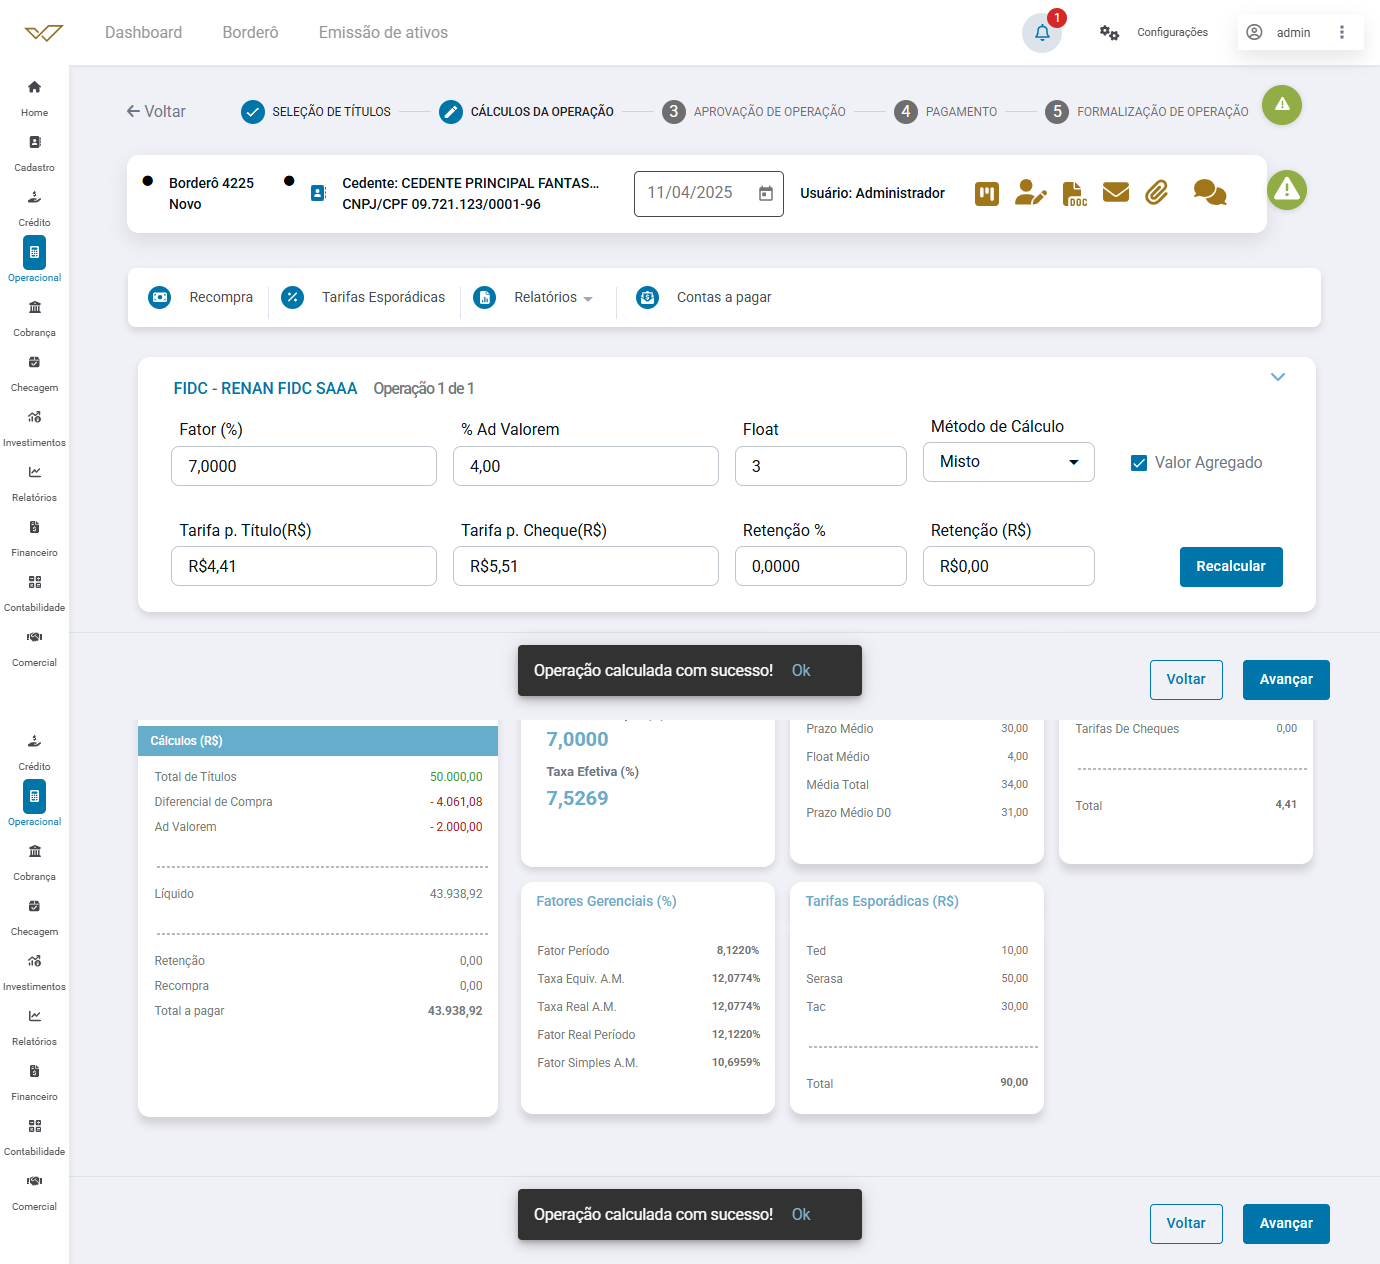 Dashboard
Borderô
Emissão de ativos
1
Configurações
admin
Home
Cadastro
Crédito
Operacional
Cobrança
Checagem
Investimentos
Relatórios
Financeiro
Contabilidade
Comercial
Voltar
SELEÇÃO DE TÍTULOS
CÁLCULOS DA OPERAÇÃO
3 APROVAÇÃO DE OPERAÇÃO
4 PAGAMENTO
5 FORMALIZAÇÃO DE OPERAÇÃO
Borderô 4225
Novo
Cedente: CEDENTE PRINCIPAL FANTAS...
CNPJ/CPF 09.721.123/0001-96
11/04/2025
Usuário: Administrador
DOC
Recompra
Tarifas Esporádicas
Relatórios
Contas a pagar
FIDC - RENAN FIDC SAAA Operação 1 de 1
Fator (%)
7,0000
% Ad Valorem
4,00
Float
3
Método de Cálculo
Misto
Valor Agregado
Tarifa p. Título(R$)
R$4,41
Tarifa p. Cheque(R$)
R$5,51
Retenção %
0,0000
Retenção (R$)
R$0,00
Recalcular
Operação calculada com sucesso! Ok
Voltar
Avançar
Crédito
Operacional
Cobrança
Checagem
Investimentos
Relatórios
Financeiro
Contabilidade
Comercial
Cálculos (R$)
Total de Títulos 50.000,00
Diferencial de Compra - 4.061,08
Ad Valorem - 2.000,00
Líquido 43.938,92
Retenção 0,00
Recompra 0,00
Total a pagar 43.938,92
7,0000
Taxa Efetiva (%)
7,5269
Prazo Médio 30,00
Float Médio 4,00
Média Total 34,00
Prazo Médio D0 31,00
Tarifas De Cheques 0,00
Total 4,41
Fatores Gerenciais (%)
Fator Período 8,1220%
Taxa Equiv. A.M. 12,0774%
Taxa Real A.M. 12,0774%
Fator Real Período 12,1220%
Fator Simples A.M. 10,6959%
Tarifas Esporádicas (R$)
Ted 10,00
Serasa 50,00
Tac 30,00
Total 90,00
Operação calculada com sucesso! Ok
Voltar
Avançar